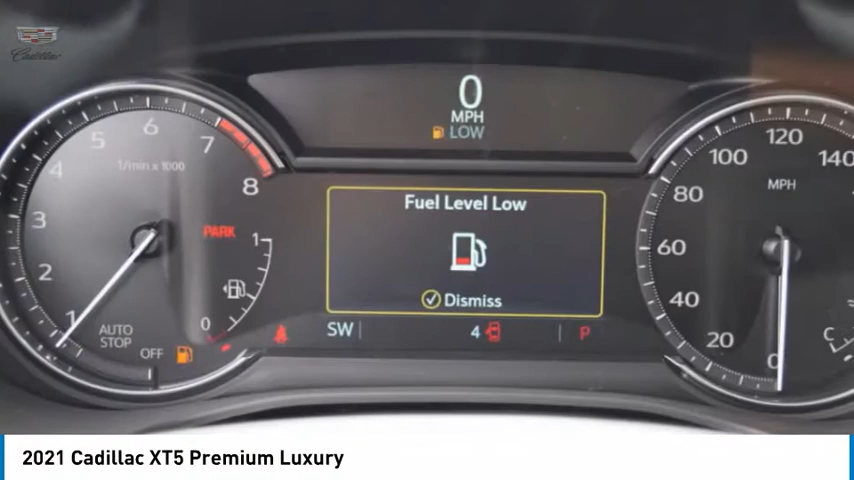 Cadillac
0
MPH
LOW
1/min x 1000
1
2
3
4
5
6
7
8
PARK
1
0
AUTO
STOP
OFF
Fuel Level Low
Dismiss
SW
4
P
MPH
0
20
40
60
80
100
120
140
C
2021 Cadillac XT5 Premium Luxury